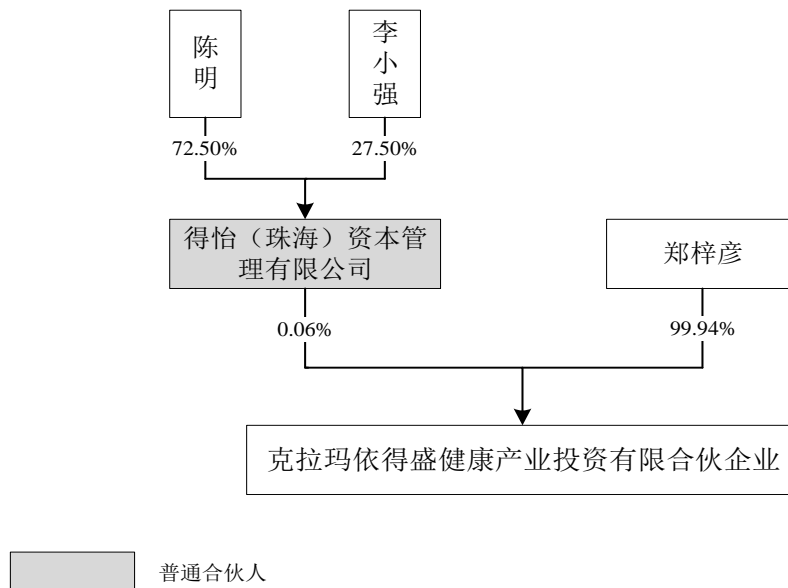 陈明
李小强
72.50%
27.50%
得怡（珠海）资本管
理有限公司
郑梓彦
0.06%
99.94%
克拉玛依得盛健康产业投资有限合伙企业
普通合伙人